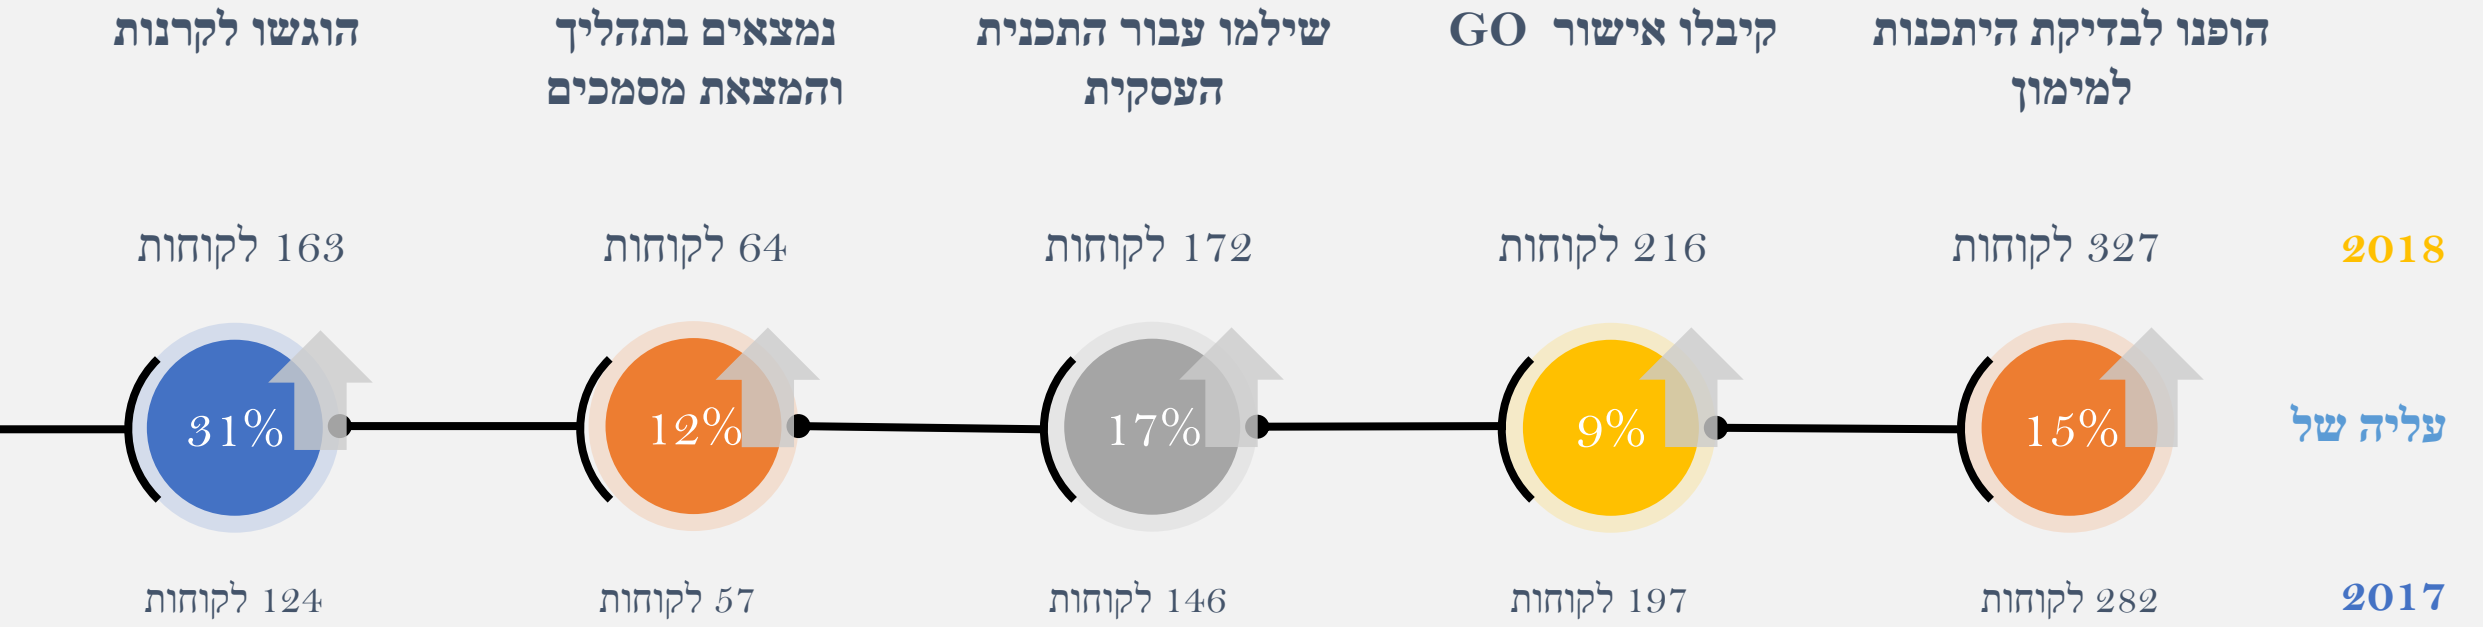 הופנו לבדיקת היתכנות
למימון
קיבלו אישור GO
שילמו עבור התכנית
העסקית
נמצאים בתהליך
והמצאת מסמכים
הוגשו לקרנות
2018
327 לקוחות
216 לקוחות
172 לקוחות
64 לקוחות
163 לקוחות
עליה של
15%
9%
17%
12%
31%
2017
282 לקוחות
197 לקוחות
146 לקוחות
57 לקוחות
124 לקוחות